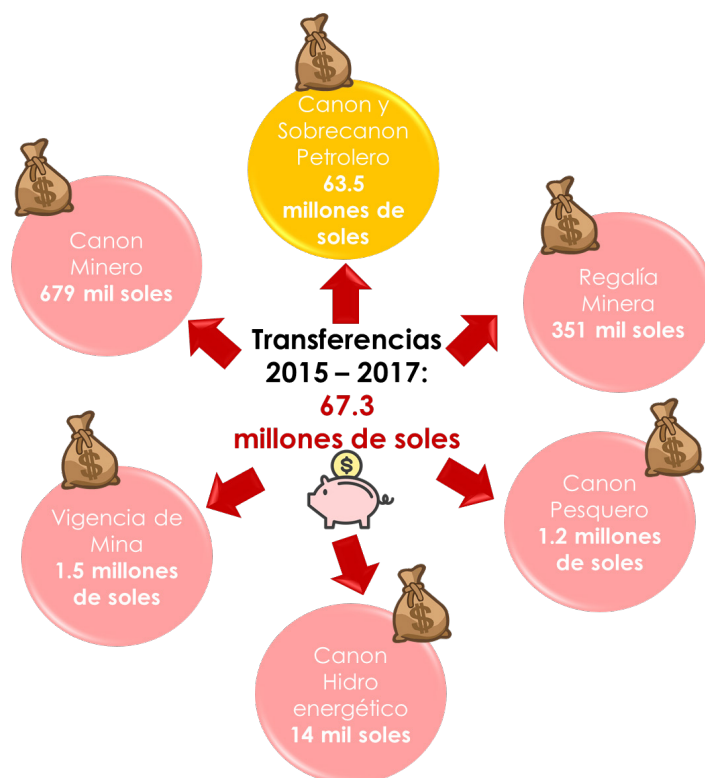 Canon y
Sobrecanon
Petrolero
63.5
millones de
soles
Canon
Minero
679 mil soles
Regalía
Minera
351 mil soles
Transferencias
2015 – 2017:
67.3
millones de soles
Vigencia de
Mina
1.5 millones
de soles
Canon
Pesquero
1.2 millones
de soles
Canon
Hidro
energético
14 mil soles